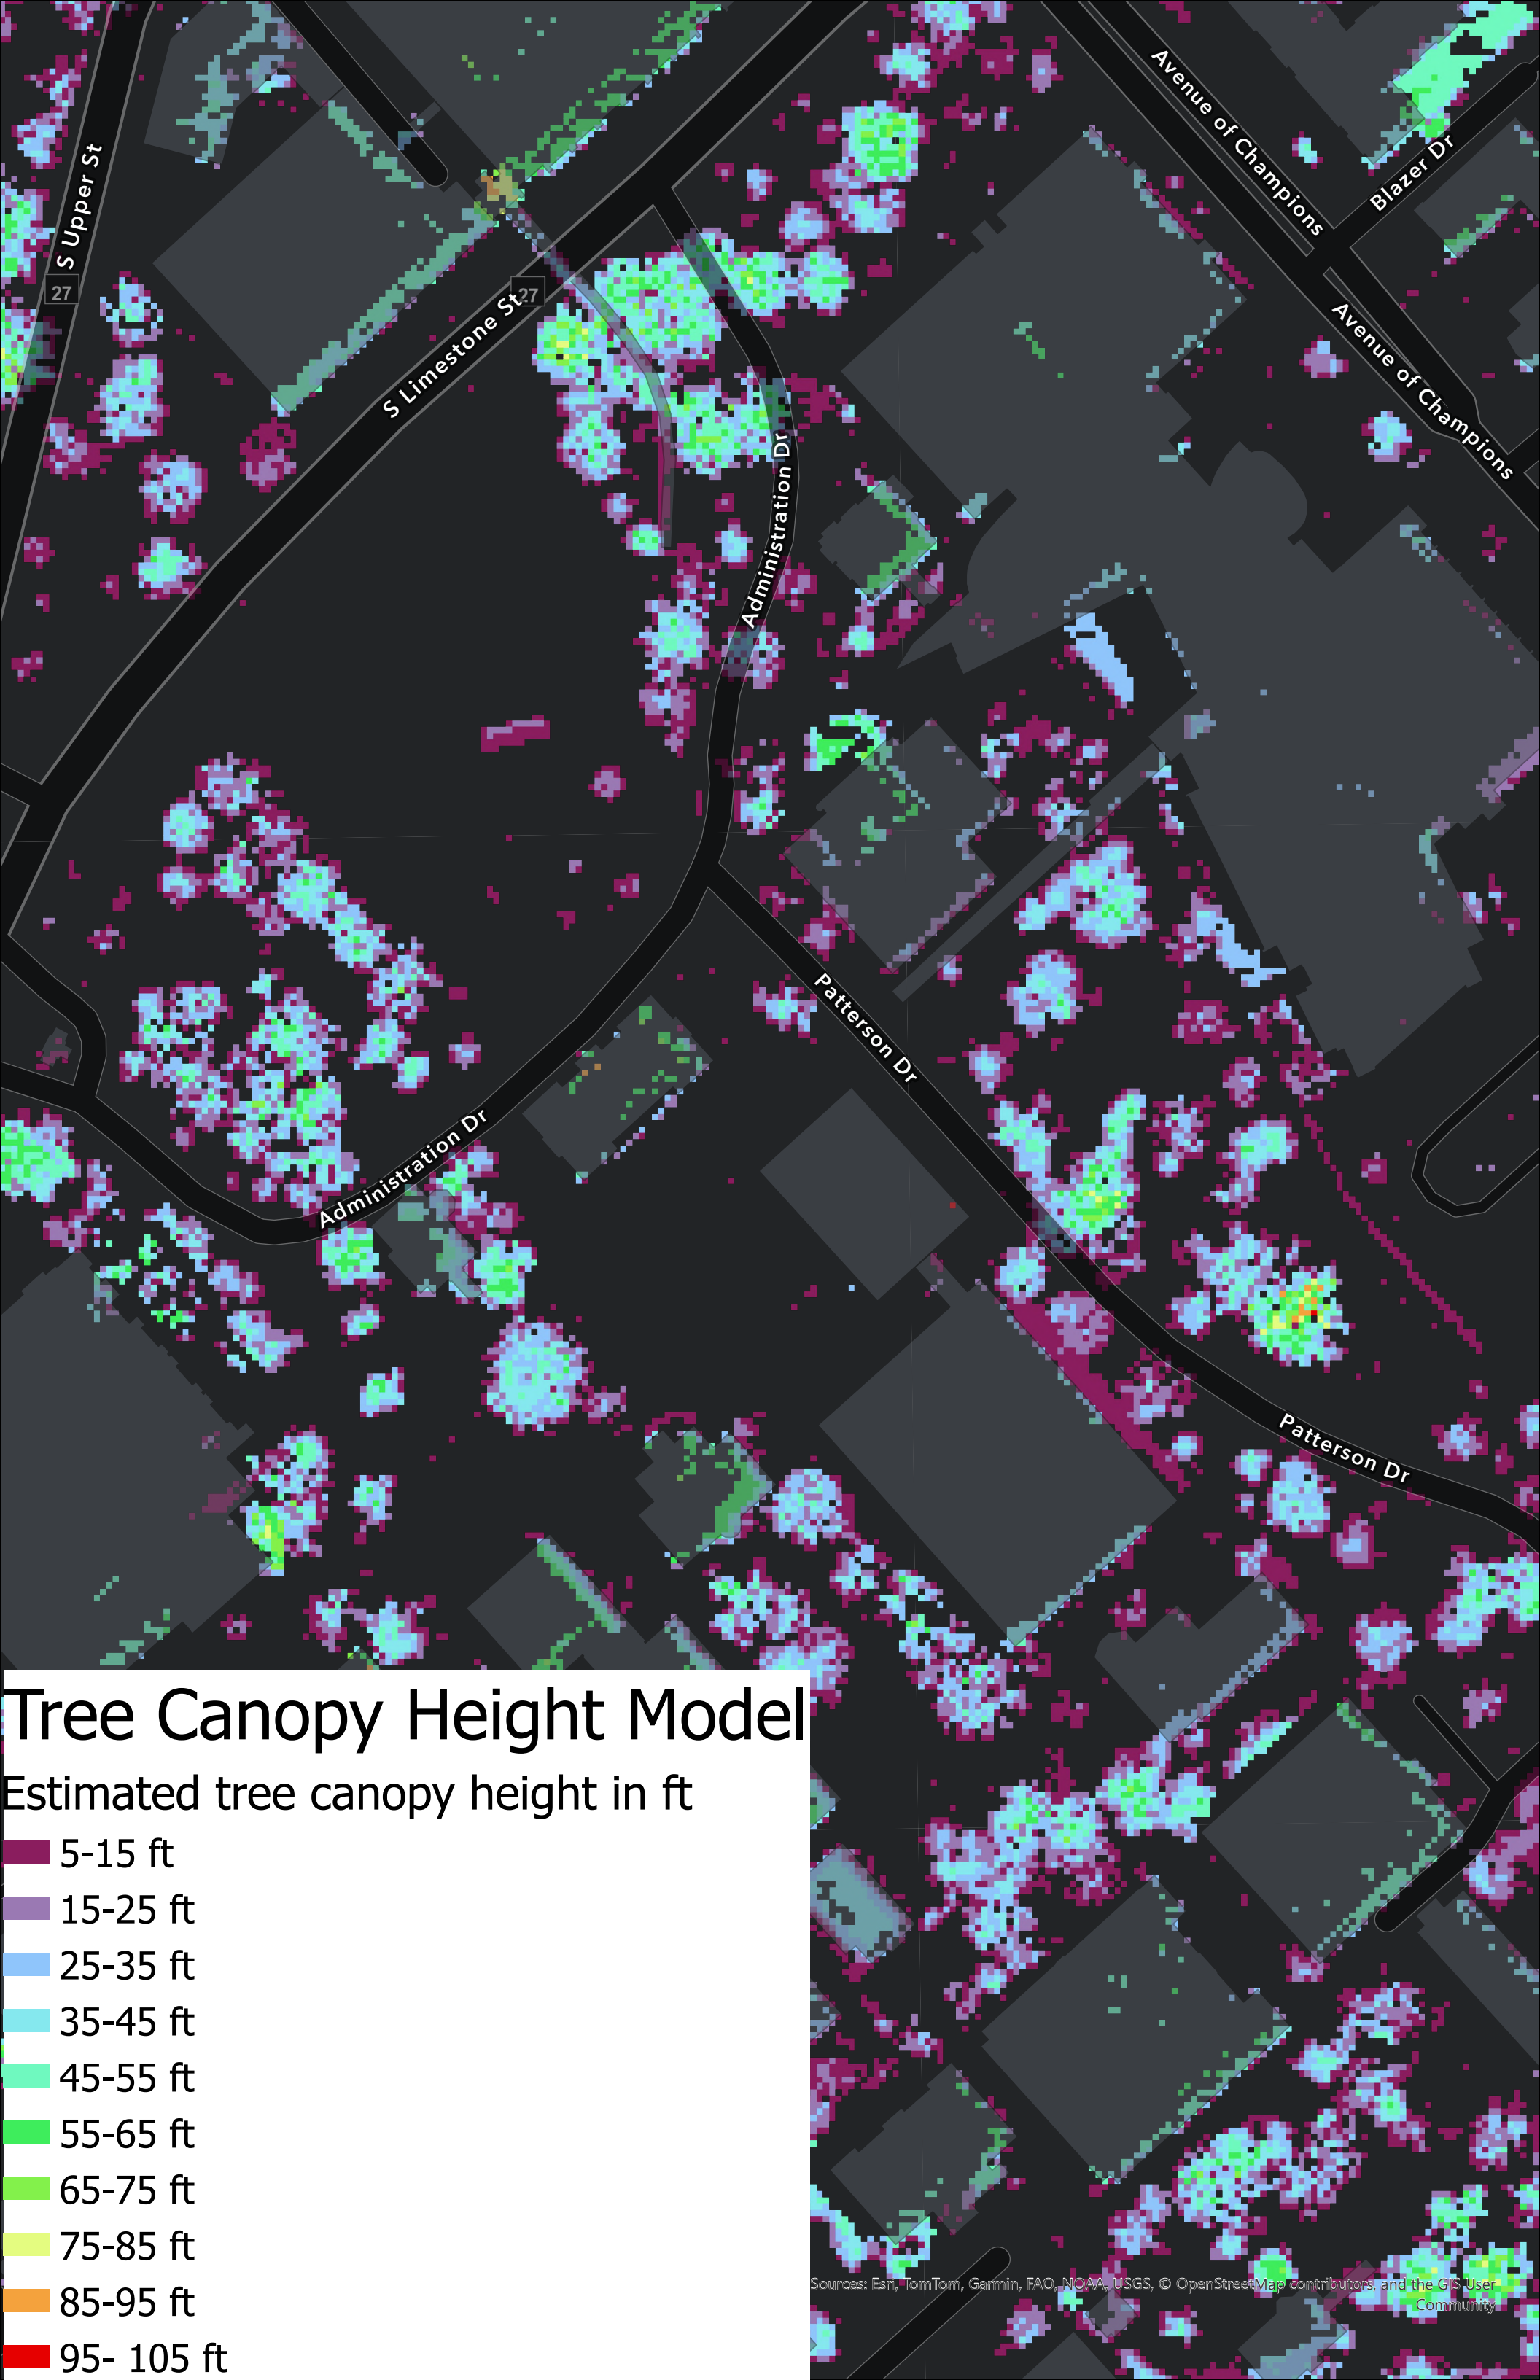 Avenue of Champions
Blazer Dr
S Upper St
27
27
S Limestone St
Avenue of Champions
Administration Dr
Patterson Dr
Administration Dr
Patterson Dr
Tree Canopy Height Model
Estimated tree canopy height in ft
5-15 ft
15-25 ft
25-35 ft
35-45 ft
45-55 ft
55-65 ft
65-75 ft
75-85 ft
85-95 ft
95- 105 ft
Sources: Esri, TomTom, Garmin, FAO, NOAA, USGS, © OpenStreetMap contributors, and the GIS User
Community